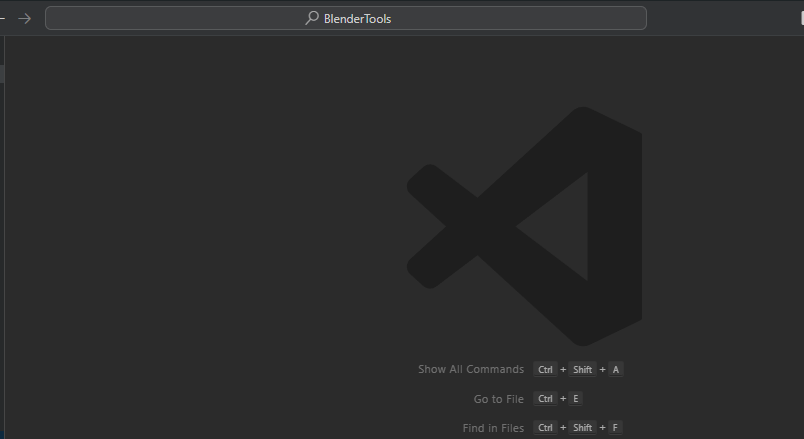 BlenderTools
Show All Commands Ctrl + Shift + A
Go to File Ctrl + E
Find in Files Ctrl + Shift + F